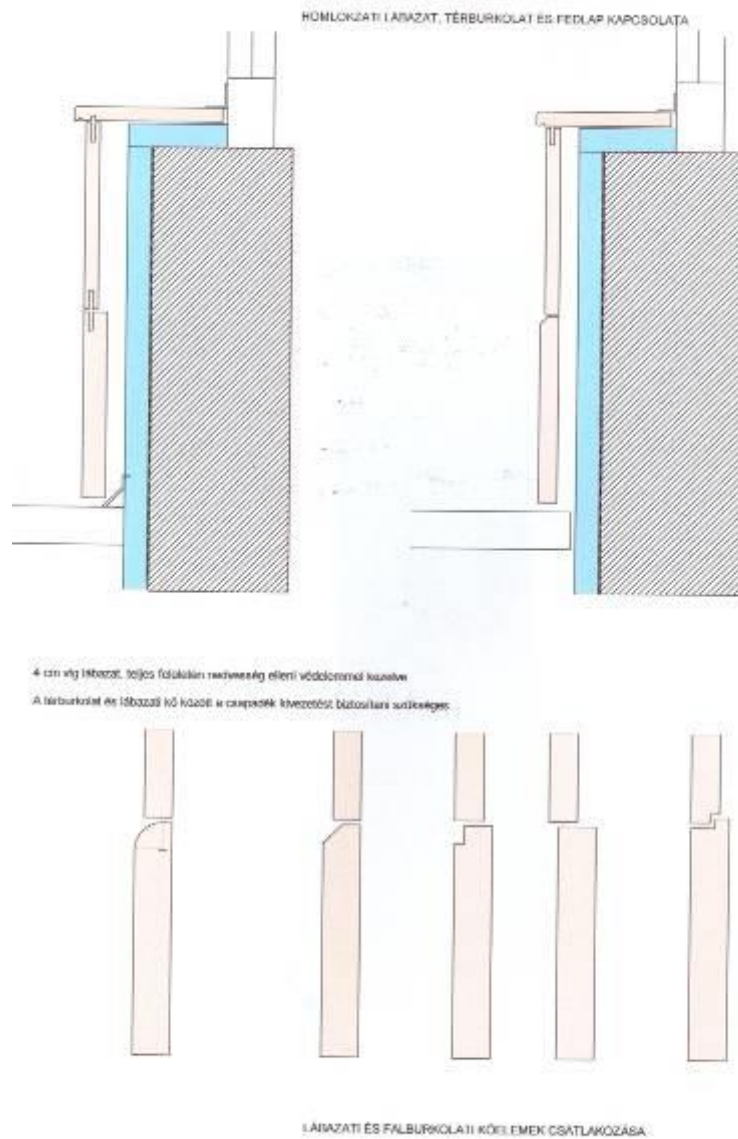 HOMLOKZATI LÁBAZAT, TÉRBURKOLAT ÉS FEDLAP KAPCSOLATA
4 cm vtg lábazat, teljes felületén nedvesség elleni védelemmel kezelve
A térburkolat és lábazati kő között a csapadék kivezetést biztosítani szükséges
LÁBAZATI ÉS FALBURKOLATI KŐELEMEK CSATLAKOZÁSA